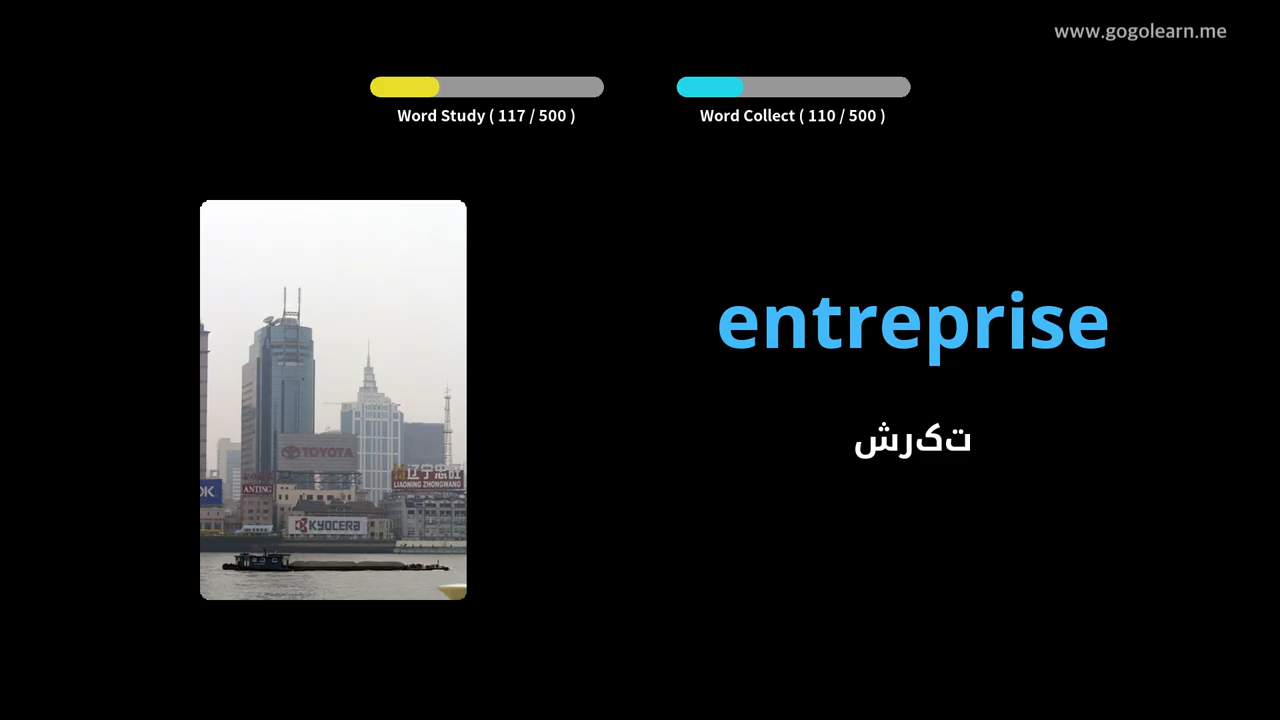 www.gogolearn.me
Word Study ( 117 / 500 )
Word Collect ( 110 / 500 )
entreprise
تکرش
TOYOTA
辽宁忠旺
LIAONING ZHONGWANG
ANTING
KYOCERA